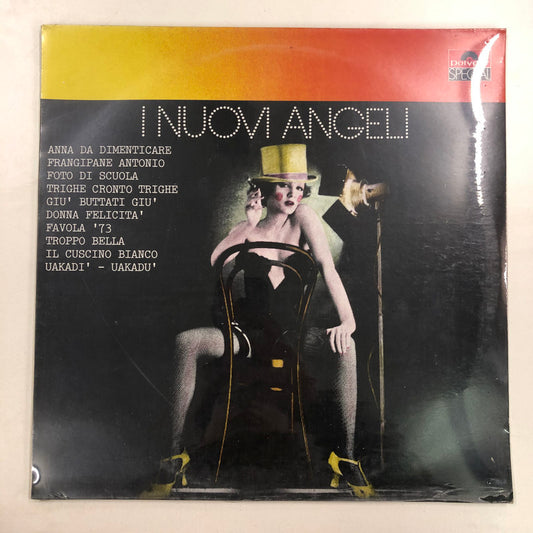 Polydor
SPECIAL
I NUOVI ANGELI
ANNA DA DIMENTICARE
FRANGIPANE ANTONIO
FOTO DI SCUOLA
TRIGHE CRONTO TRIGHE
GIU' BUTTATI GIU'
DONNA FELICITA'
FAVOLA '73
TROPPO BELLA
IL CUSCINO BIANCO
UAKADI' - UAKADU'